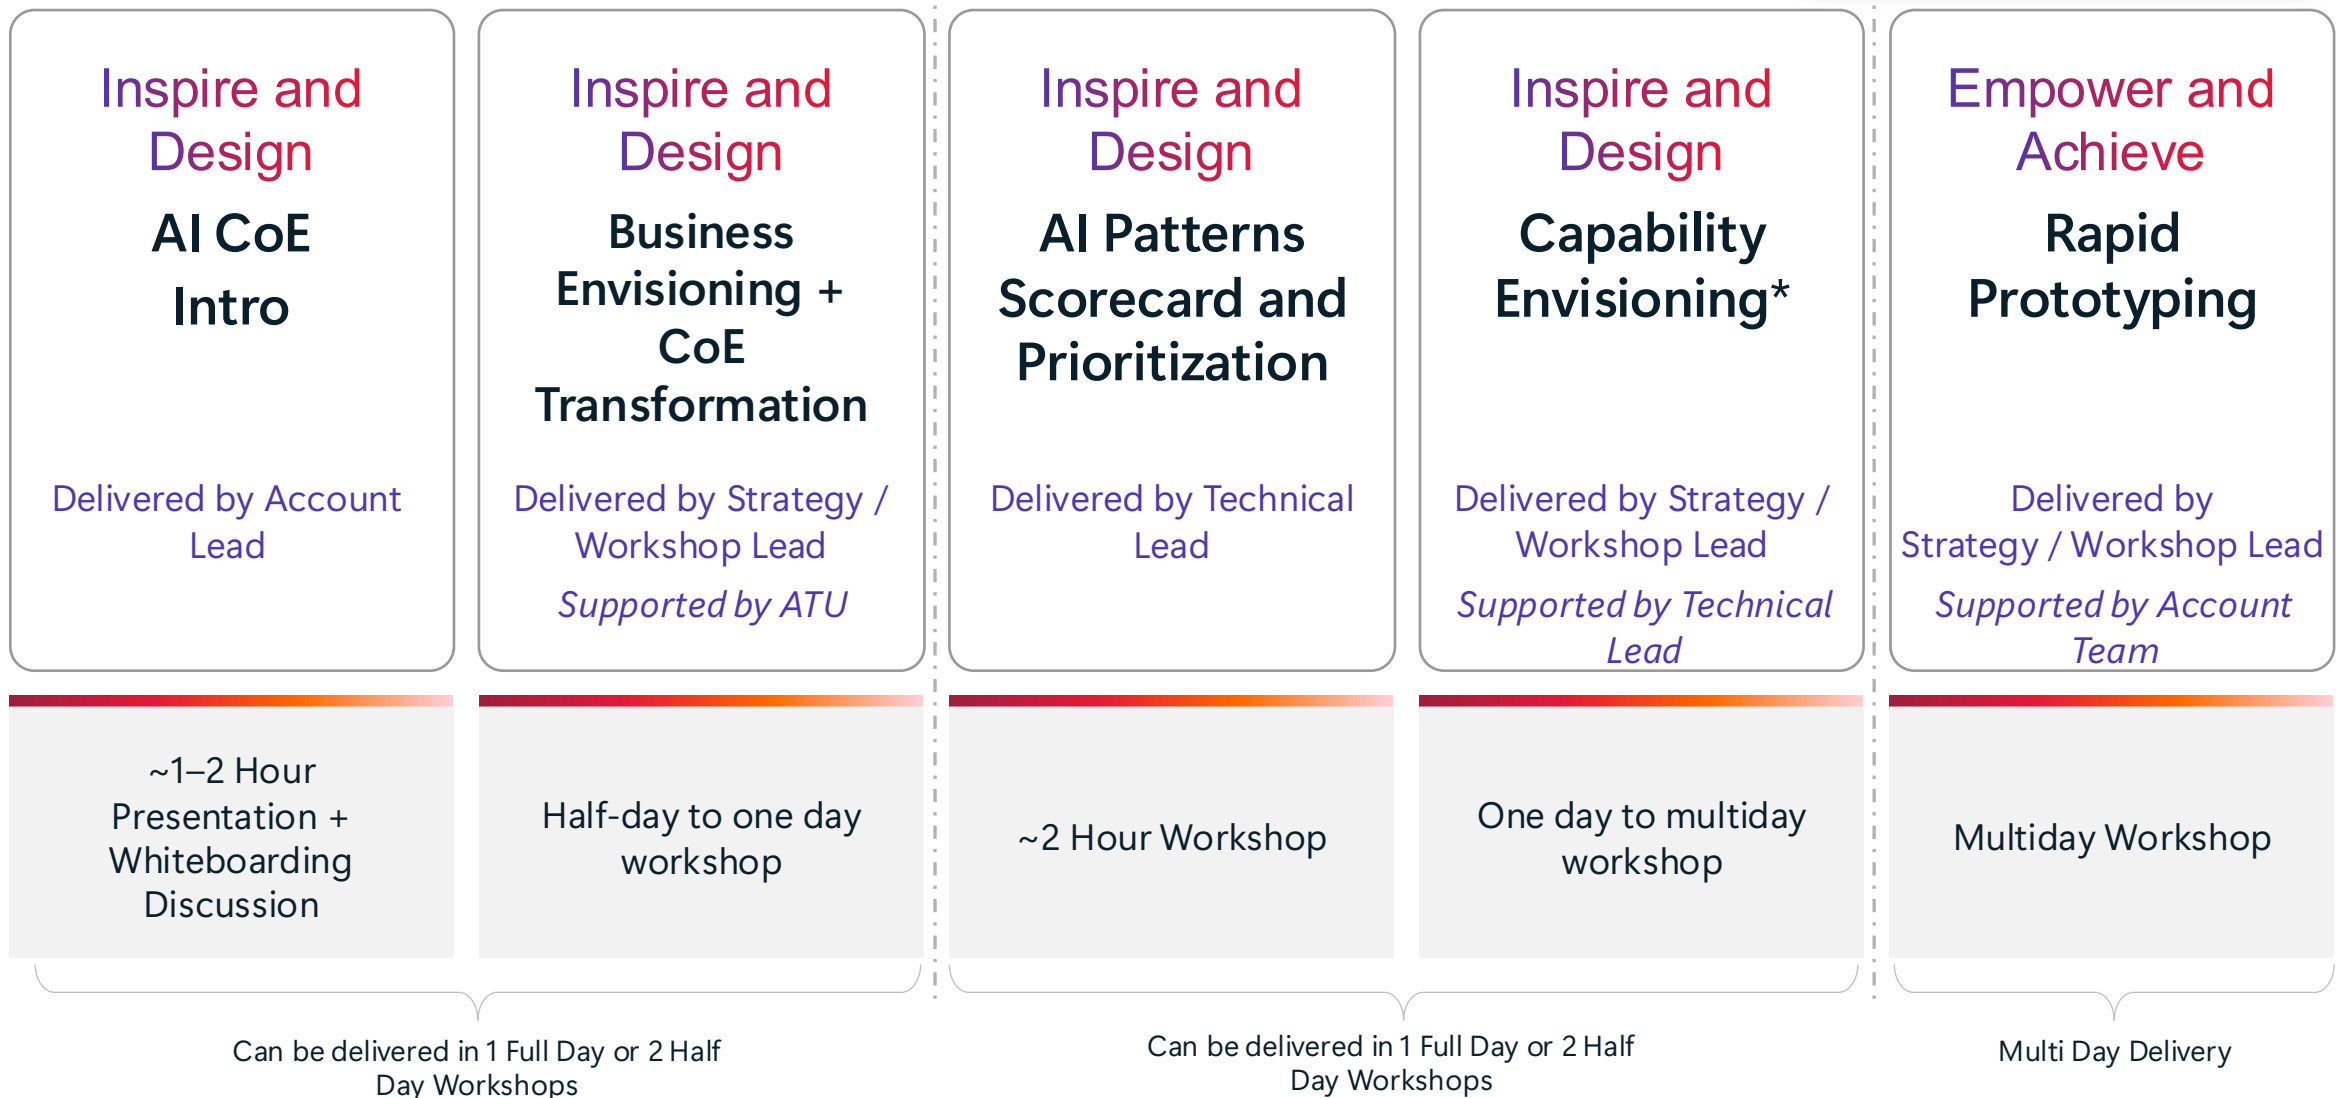 Inspire and
Design
AI CoE
Intro
Delivered by Account
Lead
~1–2 Hour
Presentation +
Whiteboarding
Discussion
Inspire and
Design
Business
Envisioning +
CoE
Transformation
Delivered by Strategy /
Workshop Lead
Supported by ATU
Half-day to one day
workshop
Can be delivered in 1 Full Day or 2 Half
Day Workshops
Inspire and
Design
AI Patterns
Scorecard and
Prioritization
Delivered by Technical
Lead
~2 Hour Workshop
Inspire and
Design
Capability
Envisioning*
Delivered by Strategy /
Workshop Lead
Supported by Technical
Lead
One day to multiday
workshop
Can be delivered in 1 Full Day or 2 Half
Day Workshops
Empower and
Achieve
Rapid
Prototyping
Delivered by
Strategy / Workshop Lead
Supported by Account
Team
Multiday Workshop
Multi Day Delivery